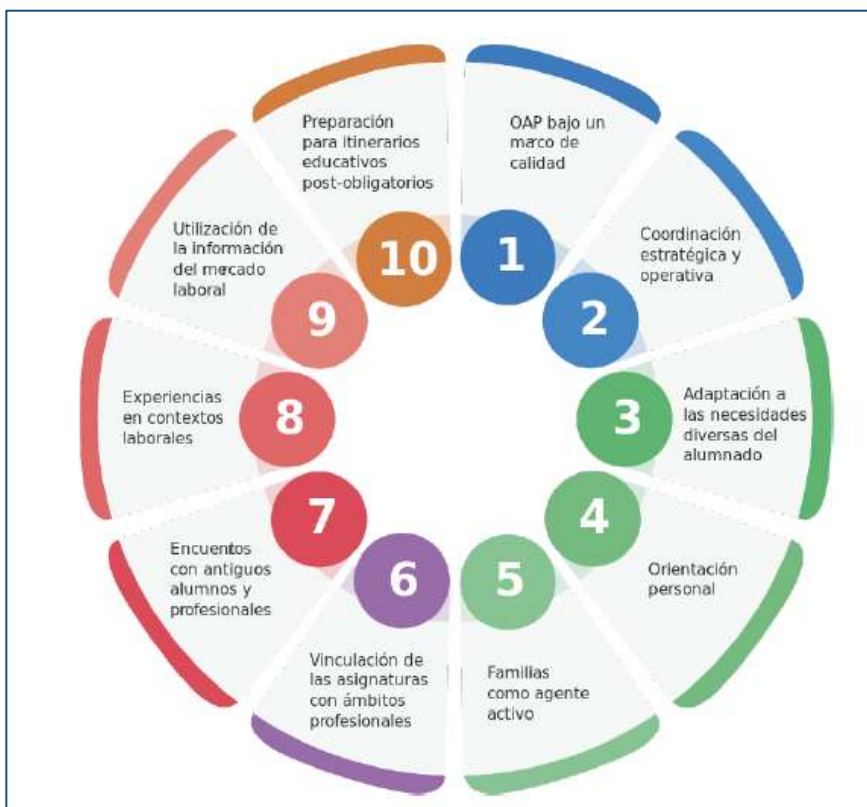 OAP bajo un
marco de
calidad
1
Coordinación
estratégica y
operativa
2
Adaptación a
las necesidades
diversas del
alumnado
3
Orientación
personal
4
Familias
como agente
activo
5
Vinculación de
las asignaturas
con ámbitos
profesionales
6
Encuentos
con antiguos
alumnos y
profesionales
7
Experiencias
en contextos
laborales
8
Utilización de
la información
del mercado
laboral
9
Preparación
para itinerarios
educativos
post-obligatorios
10